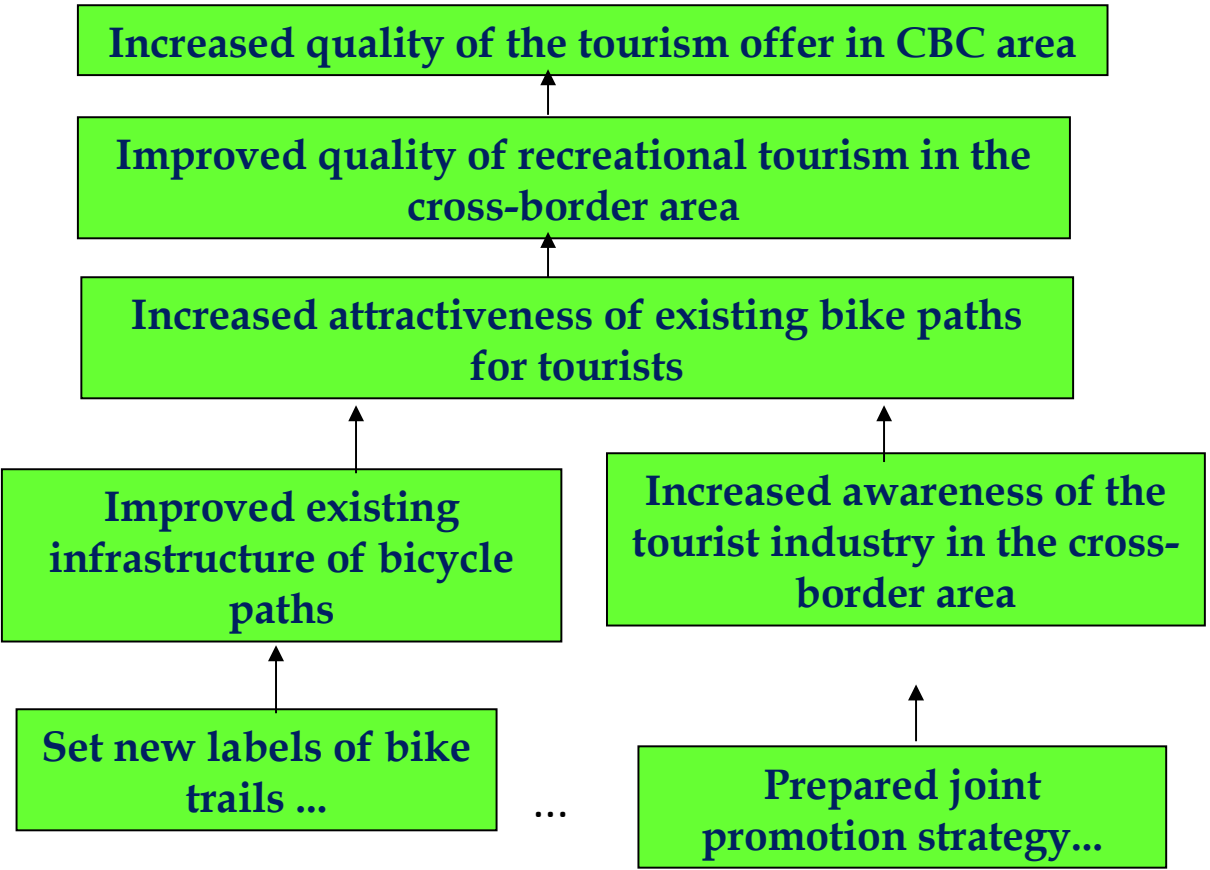 Increased quality of the tourism offer in CBC area
Improved quality of recreational tourism in the
cross-border area
Increased attractiveness of existing bike paths
for tourists
Improved existing
infrastructure of bicycle
paths
Increased awareness of the
tourist industry in the cross-
border area
Set new labels of bike
trails ...
...
Prepared joint
promotion strategy...